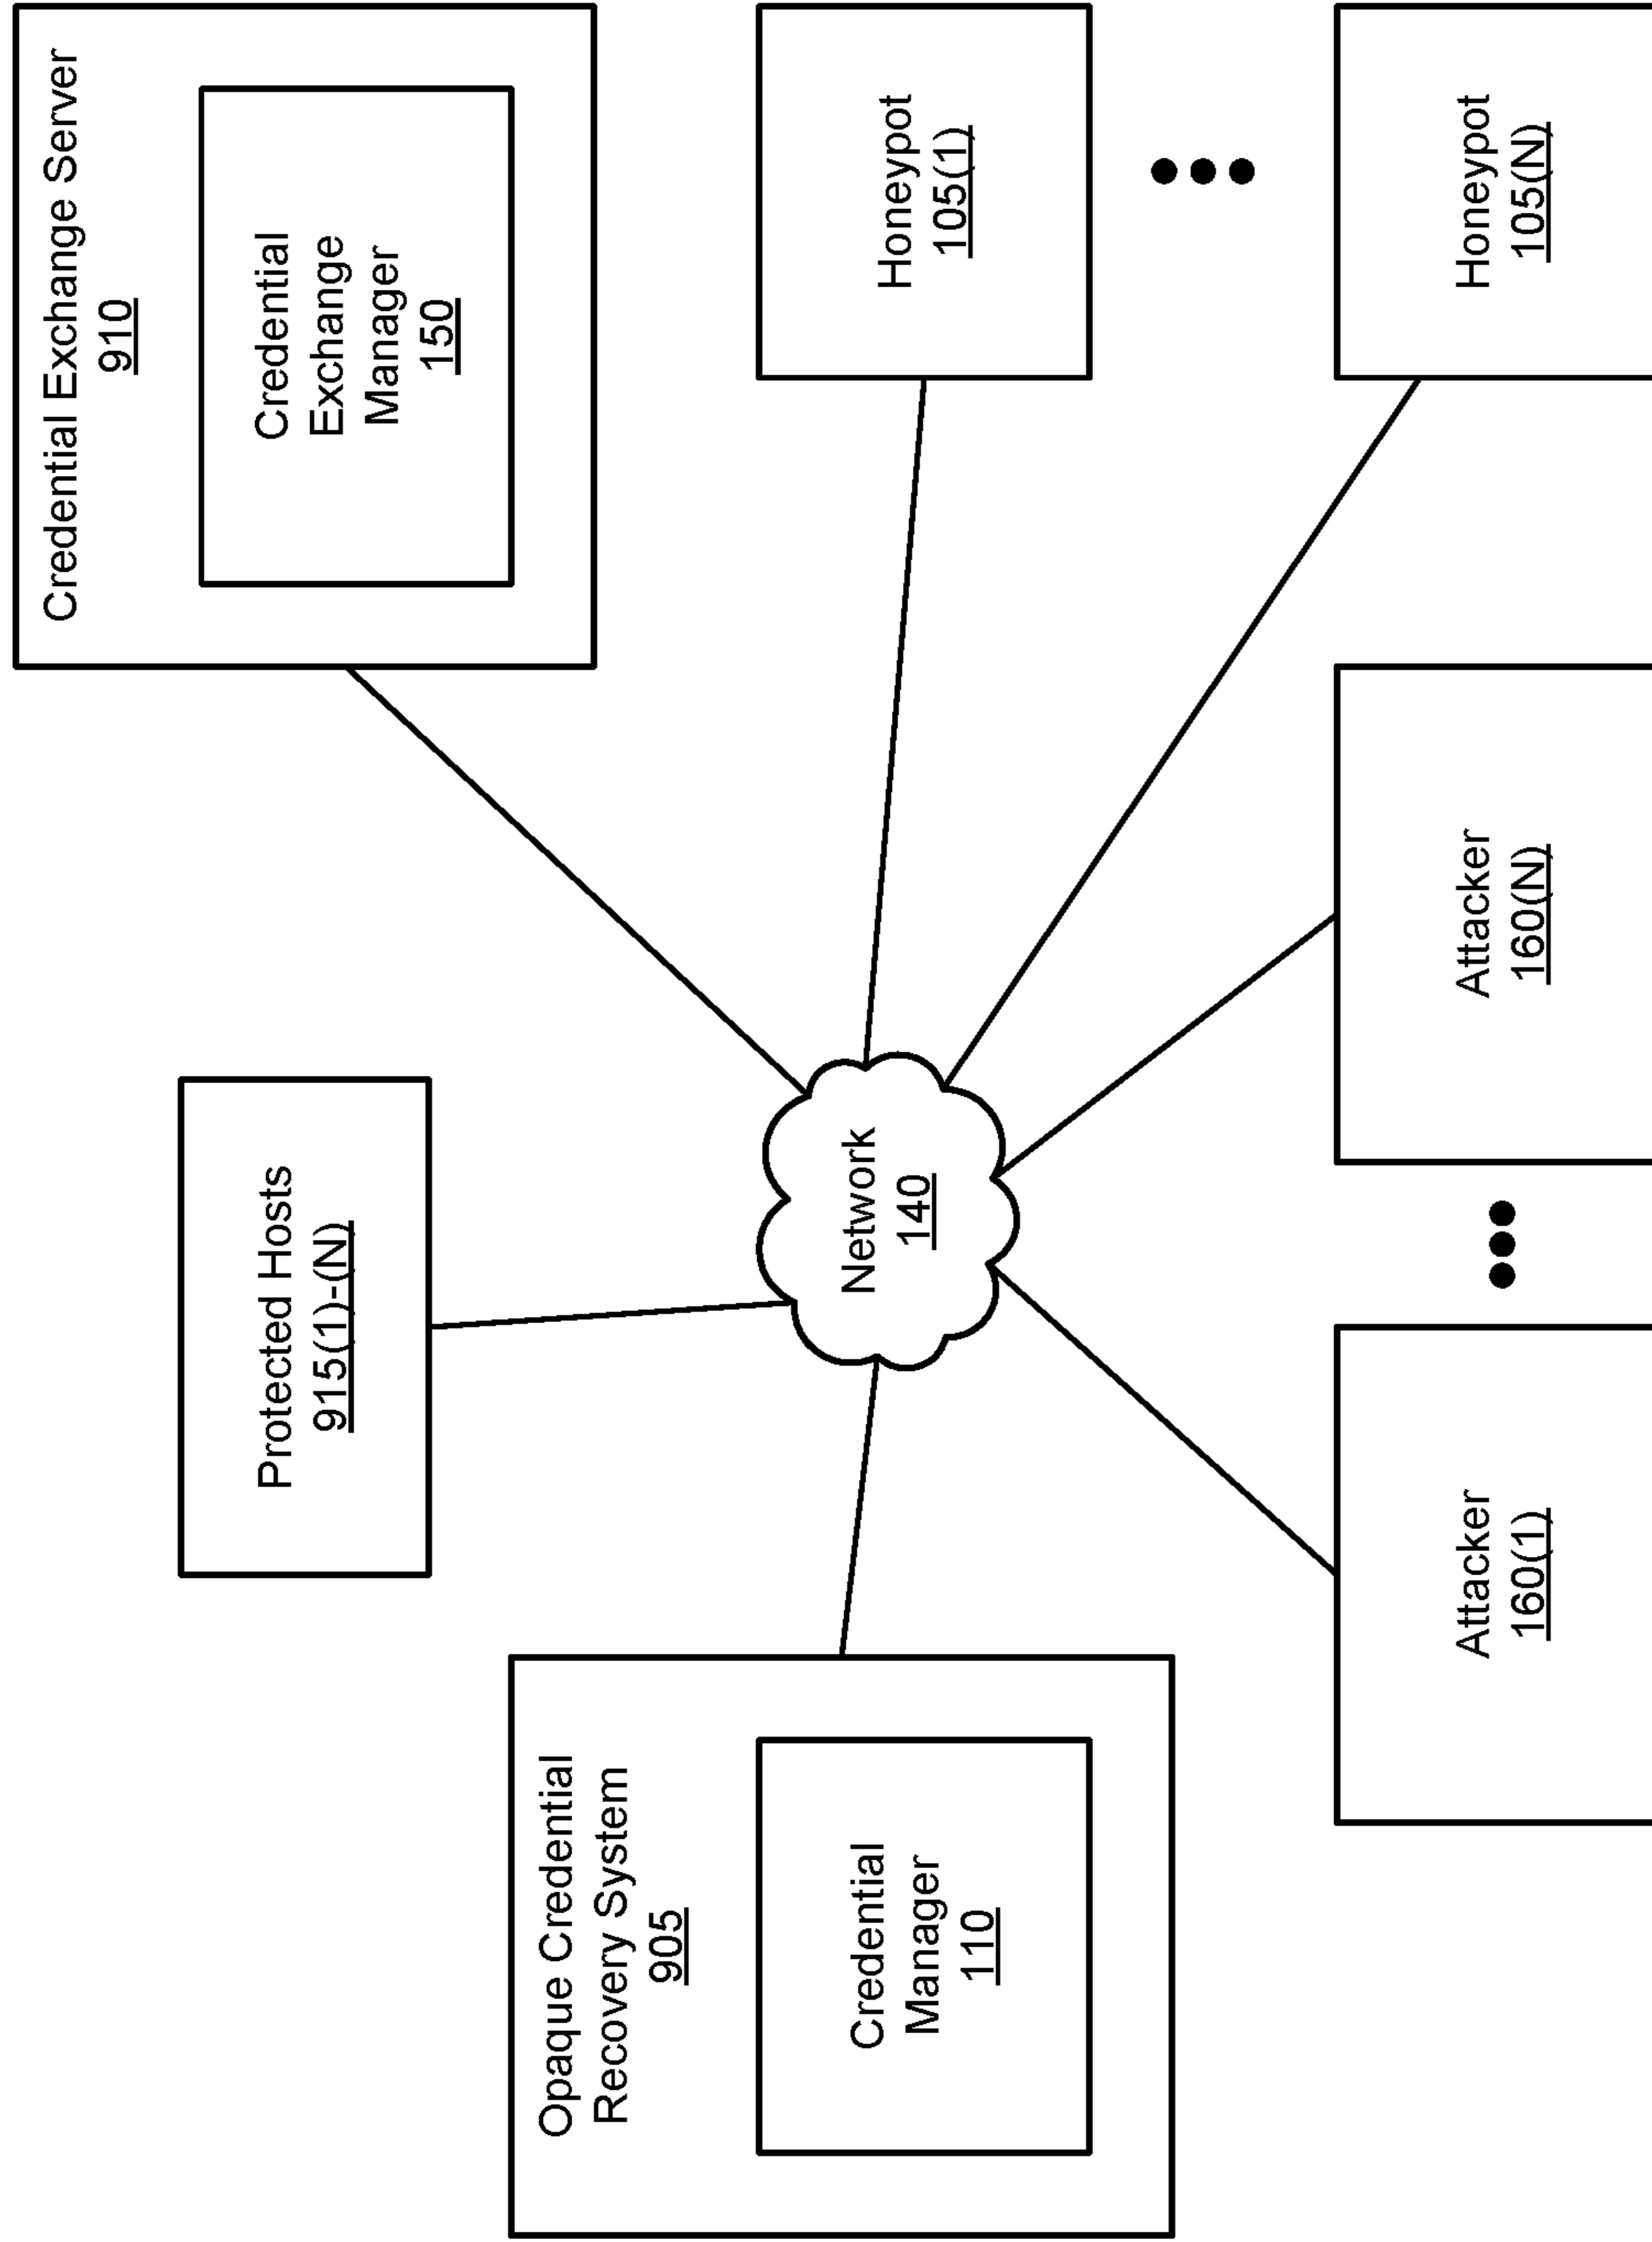 Credential Exchange Server
910
Credential
Exchange
Manager
150
Protected Hosts
915(1)-(N)
Opaque Credential
Recovery System
905
Credential
Manager
110
Network
140
Honeypot
105(1)
Honeypot
105(N)
Attacker
160(1)
Attacker
160(N)